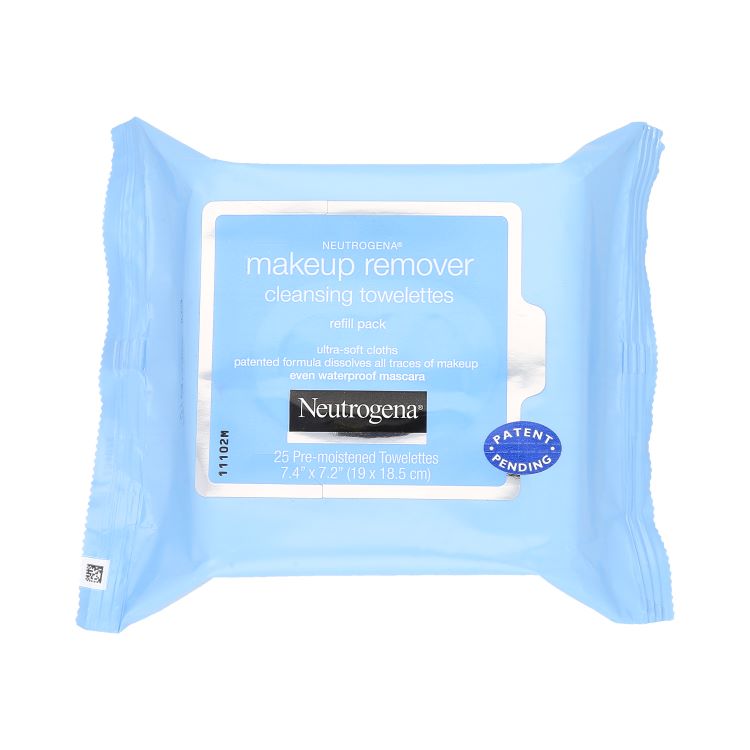 NEUTROGENA®
makeup remover
cleansing towelettes
refill pack
ultra-soft cloths
patented formula dissolves all traces of makeup
even waterproof mascara
Neutrogena®
25 Pre-moistened Towelettes
7.4" x 7.2" (19 x 18.5 cm)
11102M
• PATENT •
PENDING